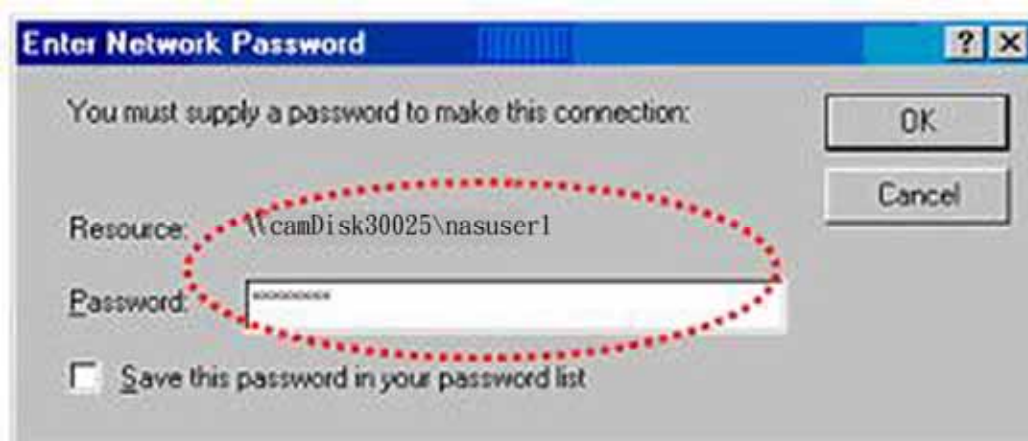 Enter Network Password
You must supply a password to make this connection:
OK
Cancel
Resource: \\camDisk30025\nasuser1
Password: *********
Save this password in your password list